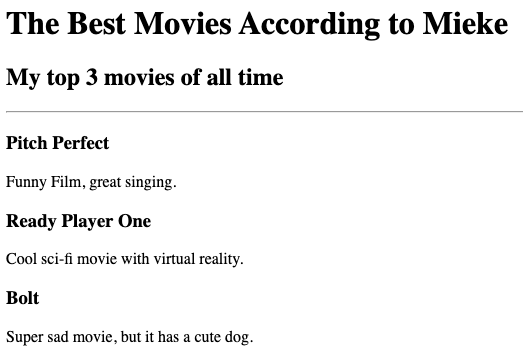 The Best Movies According to Mieke
My top 3 movies of all time
Pitch Perfect
Funny Film, great singing.
Ready Player One
Cool sci-fi movie with virtual reality.
Bolt
Super sad movie, but it has a cute dog.